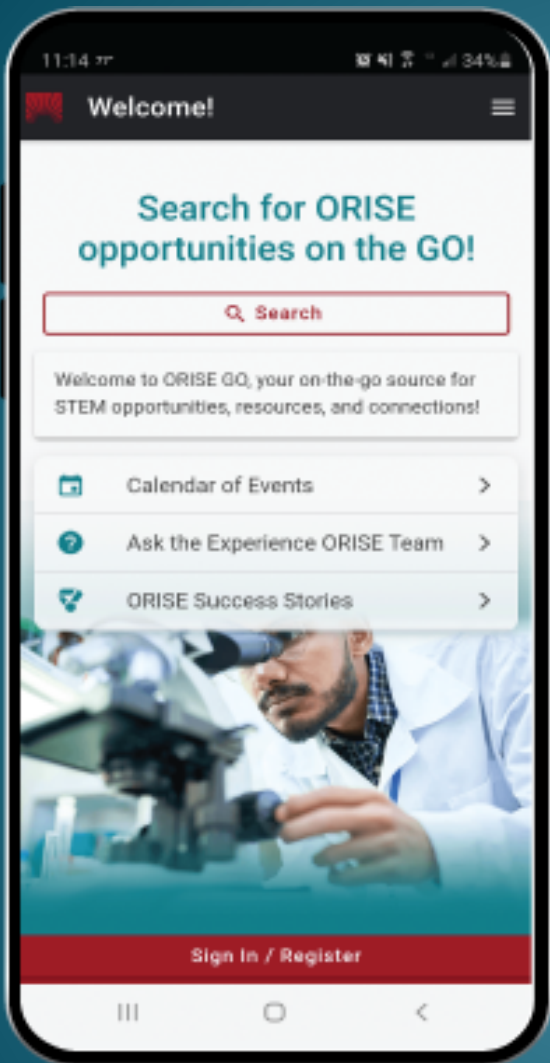 11:14
34%
Welcome!
Search for ORISE
opportunities on the GO!
Search
Welcome to ORISE GO, your on-the-go source for
STEM opportunities, resources, and connections!
Calendar of Events
Ask the Experience ORISE Team
ORISE Success Stories
Sign In / Register